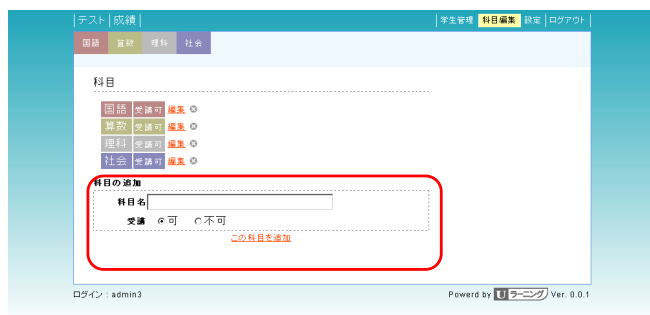 テスト 成績 学生管理 科目編集 設定 ログアウト
国語 算数 理科 社会
科目
国語 受講可 編集
算数 受講可 編集
理科 受講可 編集
社会 受講可 編集
科目の追加
科目名
受講 可 不可
この科目を追加
ログイン : admin3 Powerd by U ラーニング Ver. 0.0.1